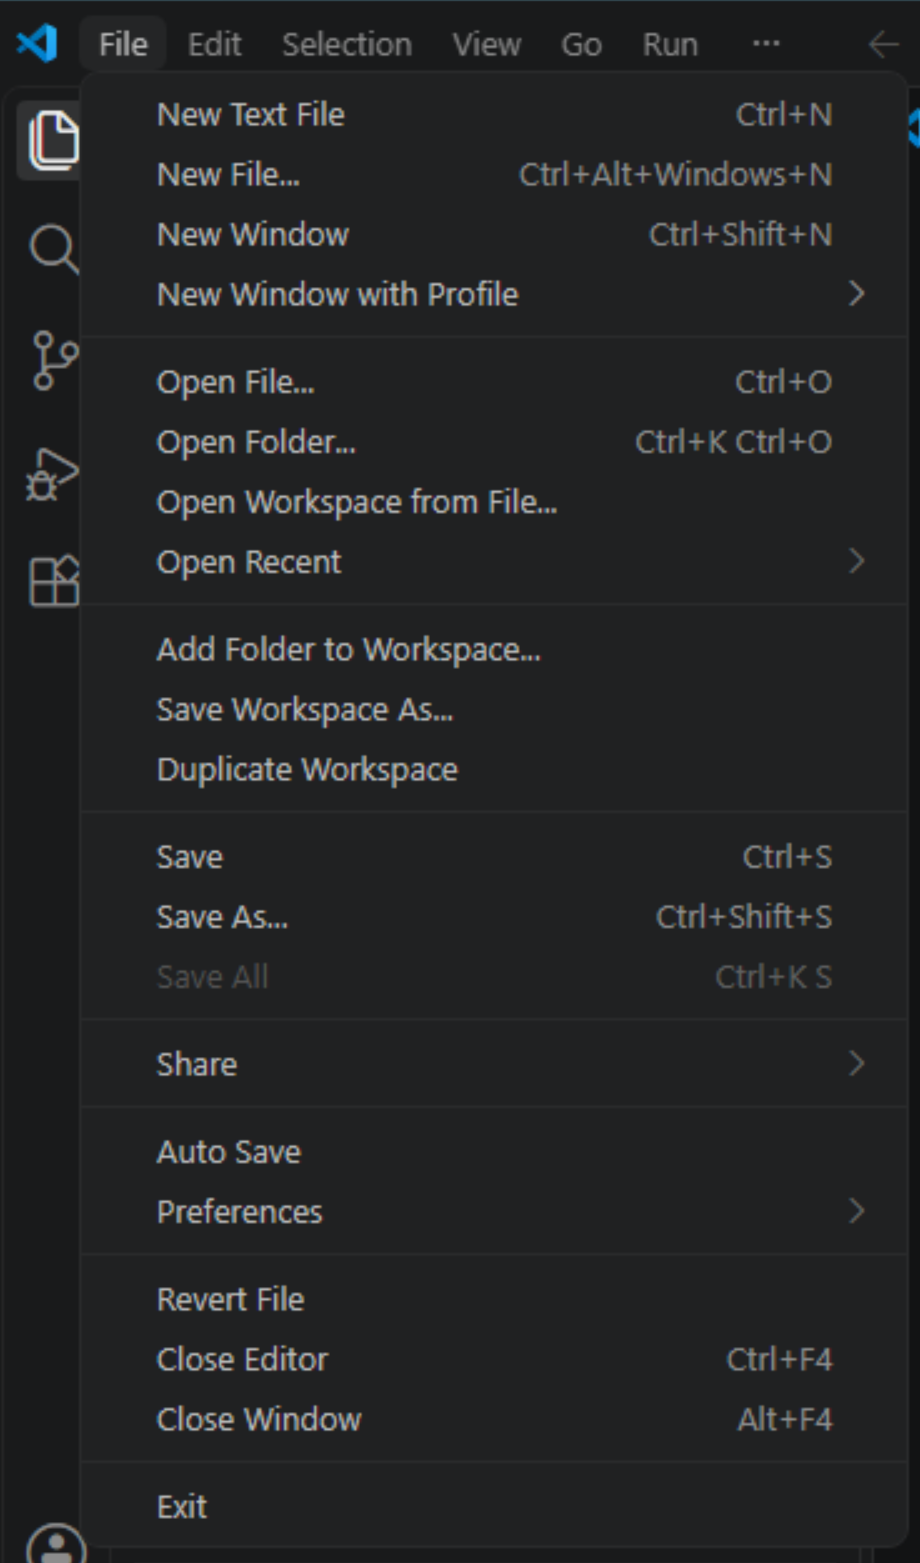 File Edit Selection View Go Run ...
New Text File Ctrl+N
New File... Ctrl+Alt+Windows+N
New Window Ctrl+Shift+N
New Window with Profile
Open File... Ctrl+O
Open Folder... Ctrl+K Ctrl+O
Open Workspace from File...
Open Recent
Add Folder to Workspace...
Save Workspace As...
Duplicate Workspace
Save Ctrl+S
Save As... Ctrl+Shift+S
Save All Ctrl+K S
Share
Auto Save
Preferences
Revert File
Close Editor Ctrl+F4
Close Window Alt+F4
Exit